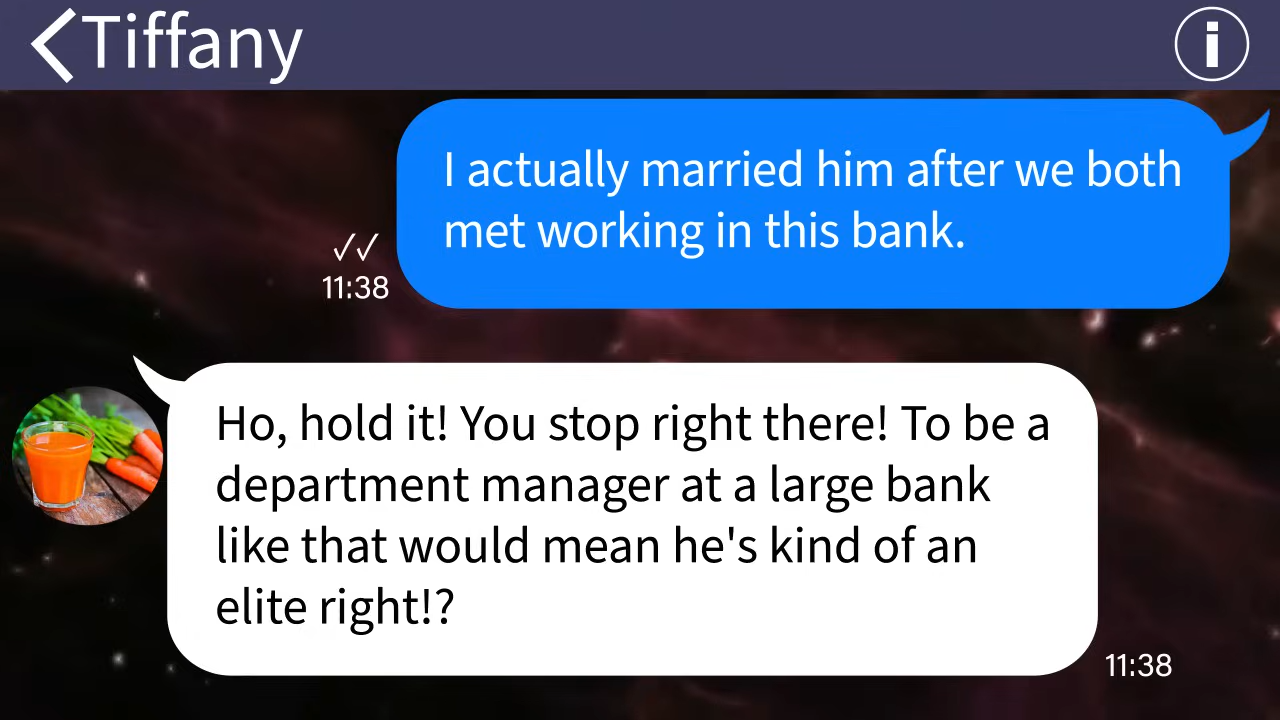 Tiffany
I actually married him after we both
met working in this bank.
✓✓
11:38
Ho, hold it! You stop right there! To be a
department manager at a large bank
like that would mean he's kind of an
elite right!?
11:38